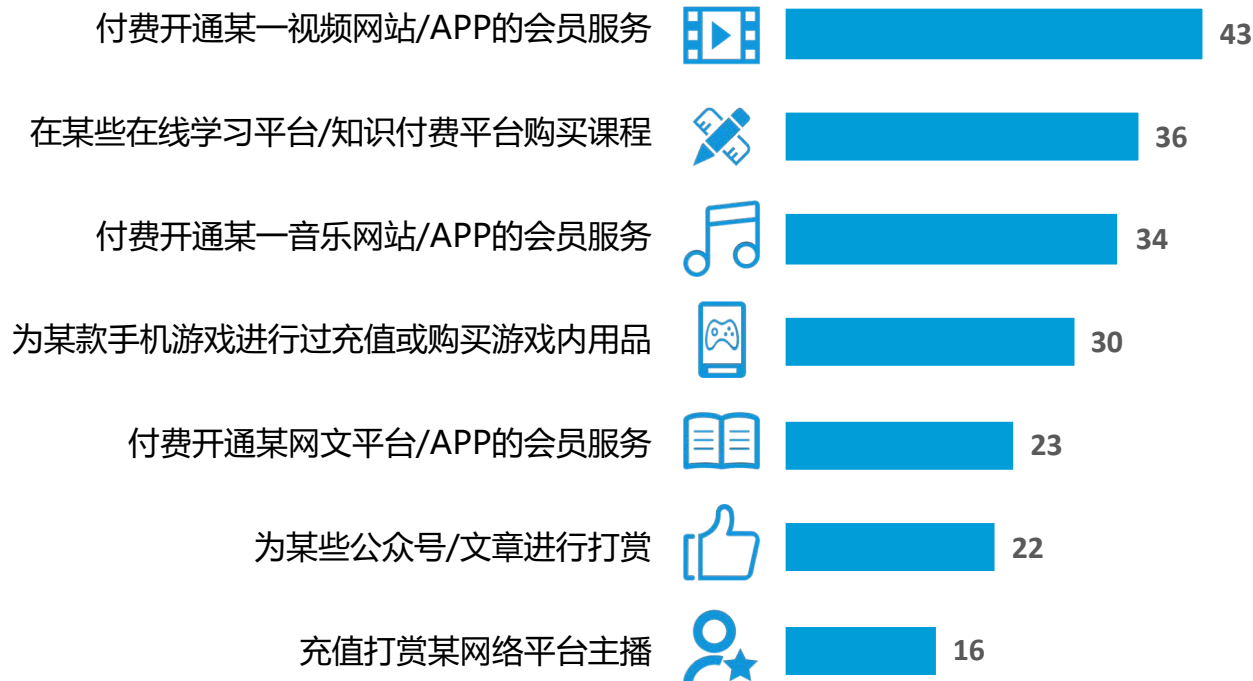 付费开通某一视频网站/APP的会员服务 43
在某些在线学习平台/知识付费平台购买课程 36
付费开通某一音乐网站/APP的会员服务 34
为某款手机游戏进行过充值或购买游戏内用品 30
付费开通某网文平台/APP的会员服务 23
为某些公众号/文章进行打赏 22
充值打赏某网络平台主播 16